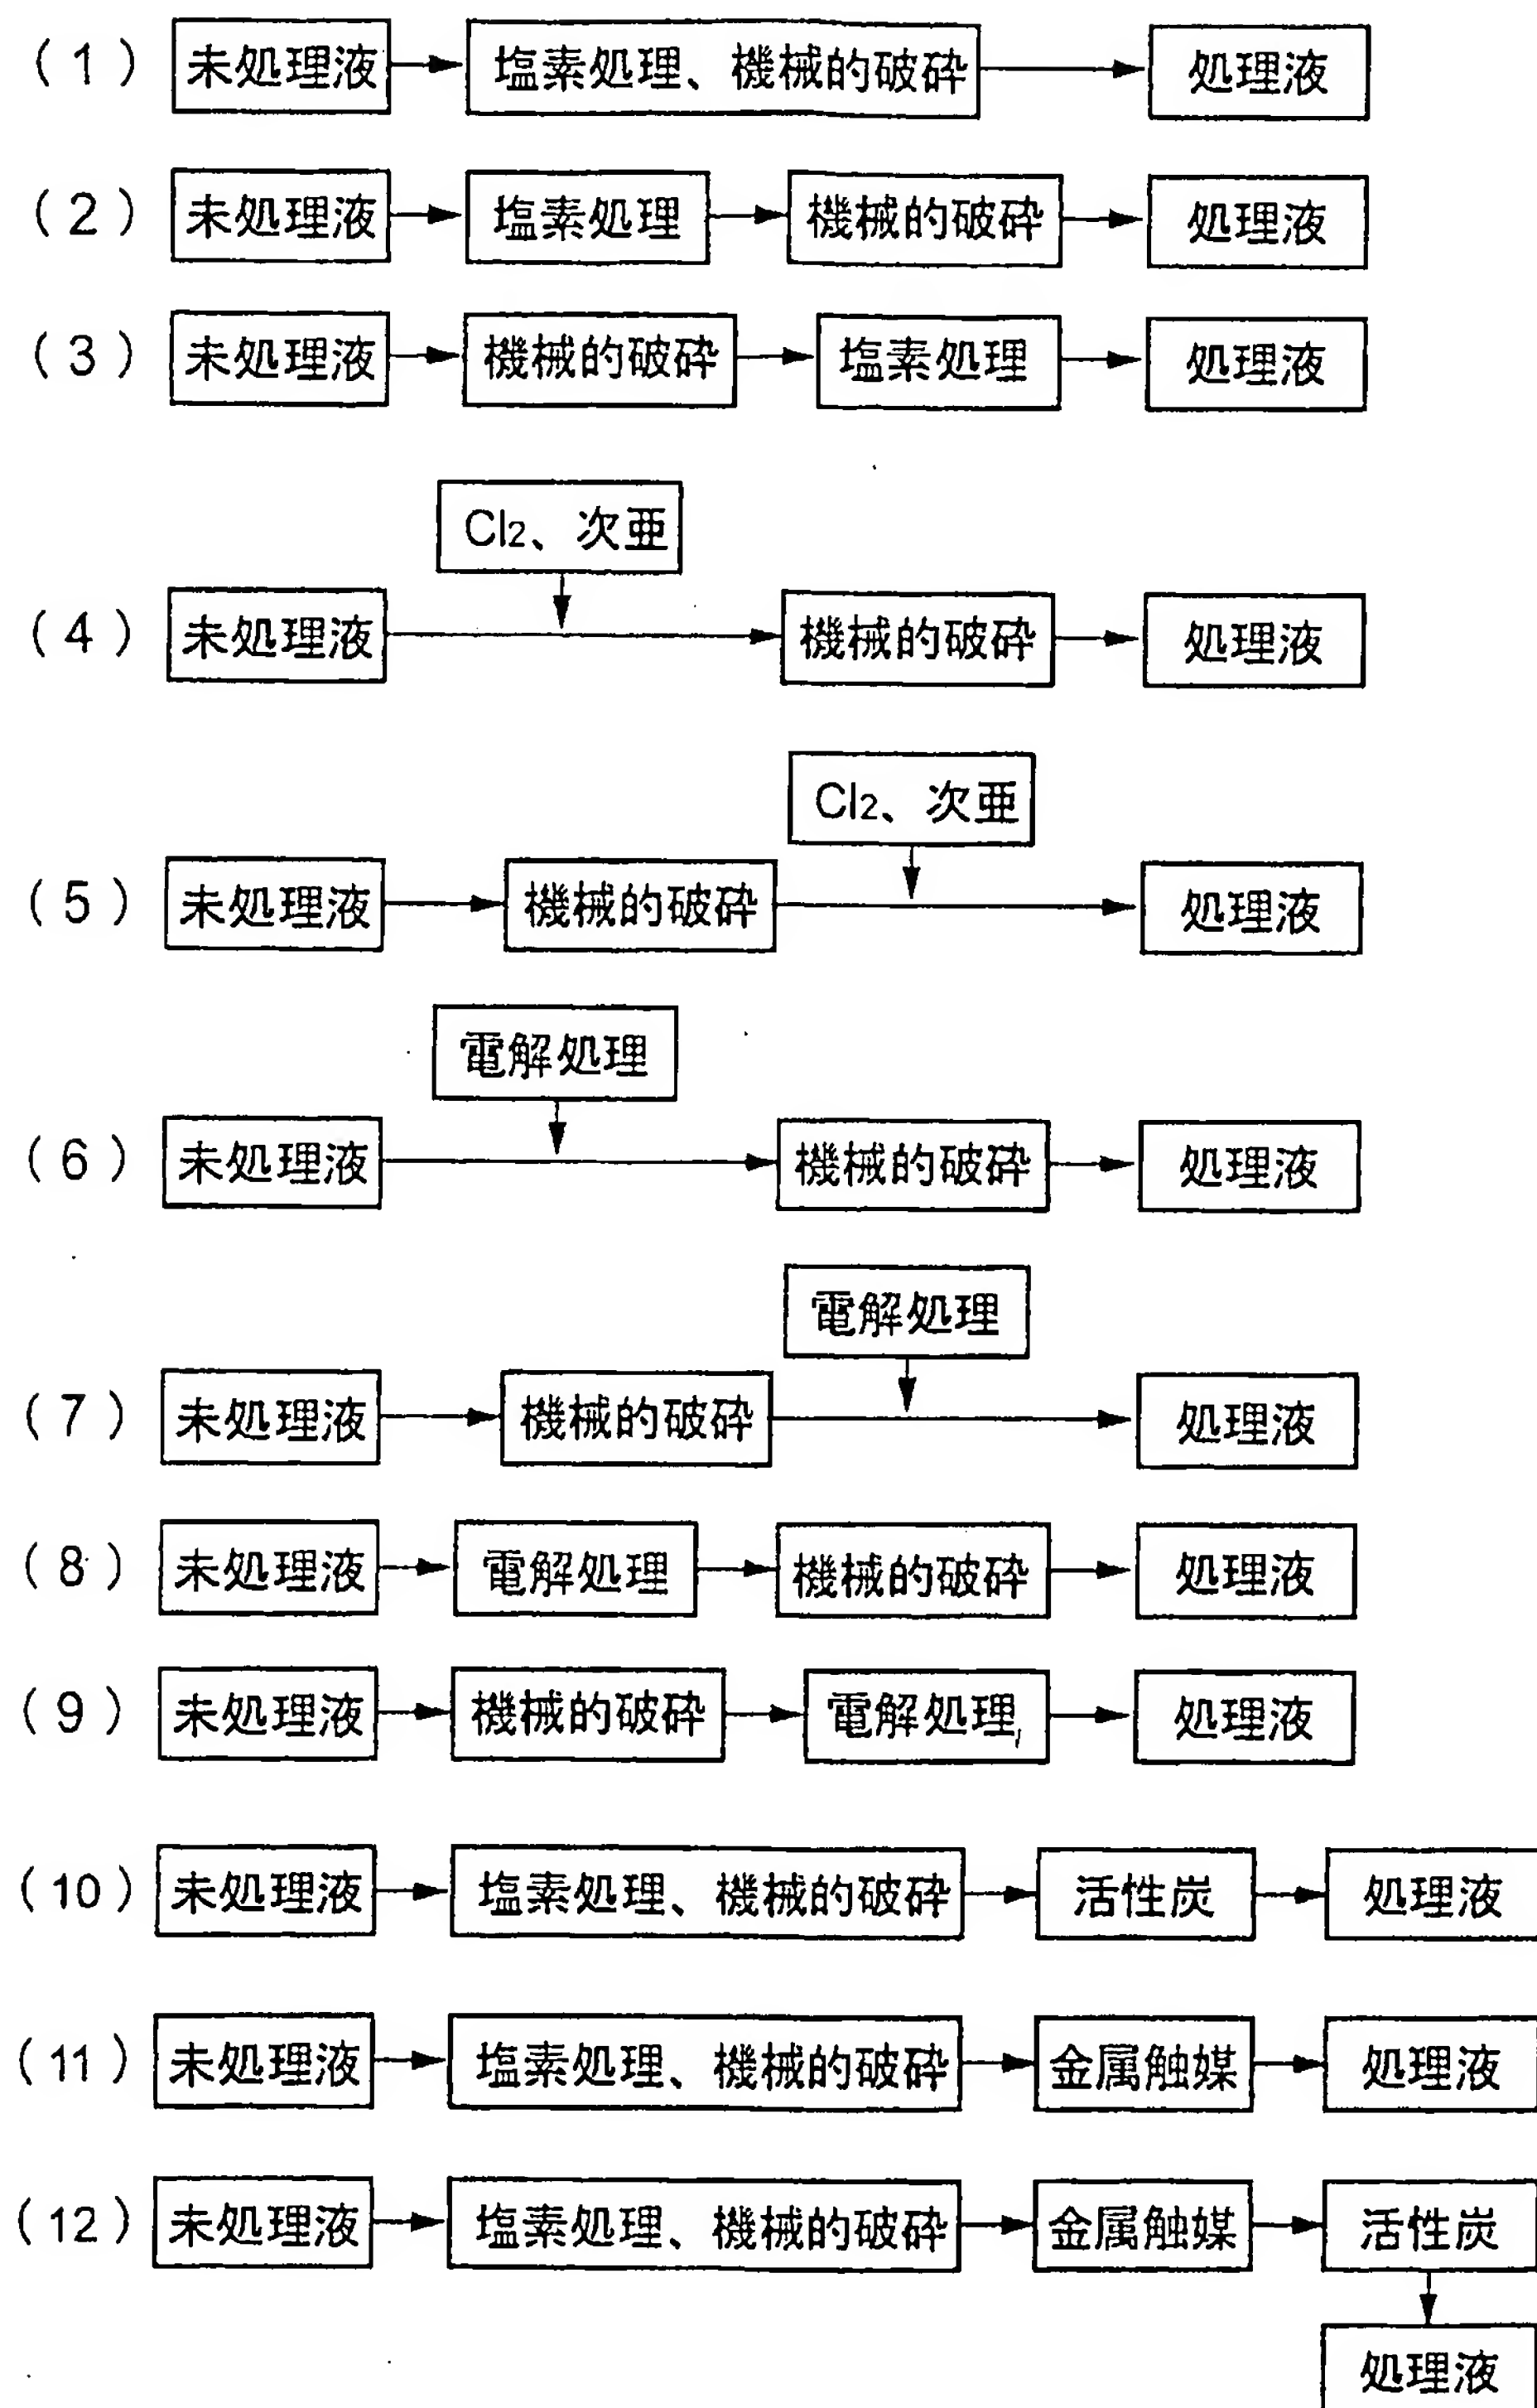 (1) 未処理液 塩素処理、機械的破砕 処理液
(2) 未処理液 塩素処理 機械的破砕 処理液
(3) 未処理液 機械的破砕 塩素処理 処理液
Cl2、次亜
(4) 未処理液 機械的破砕 処理液
Cl2、次亜
(5) 未処理液 機械的破砕 処理液
電解処理
(6) 未処理液 機械的破砕 処理液
電解処理
(7) 未処理液 機械的破砕 処理液
(8) 未処理液 電解処理 機械的破砕 処理液
(9) 未処理液 機械的破砕 電解処理 処理液
(10) 未処理液 塩素処理、機械的破砕 活性炭 処理液
(11) 未処理液 塩素処理、機械的破砕 金属触媒 処理液
(12) 未処理液 塩素処理、機械的破砕 金属触媒 活性炭
処理液